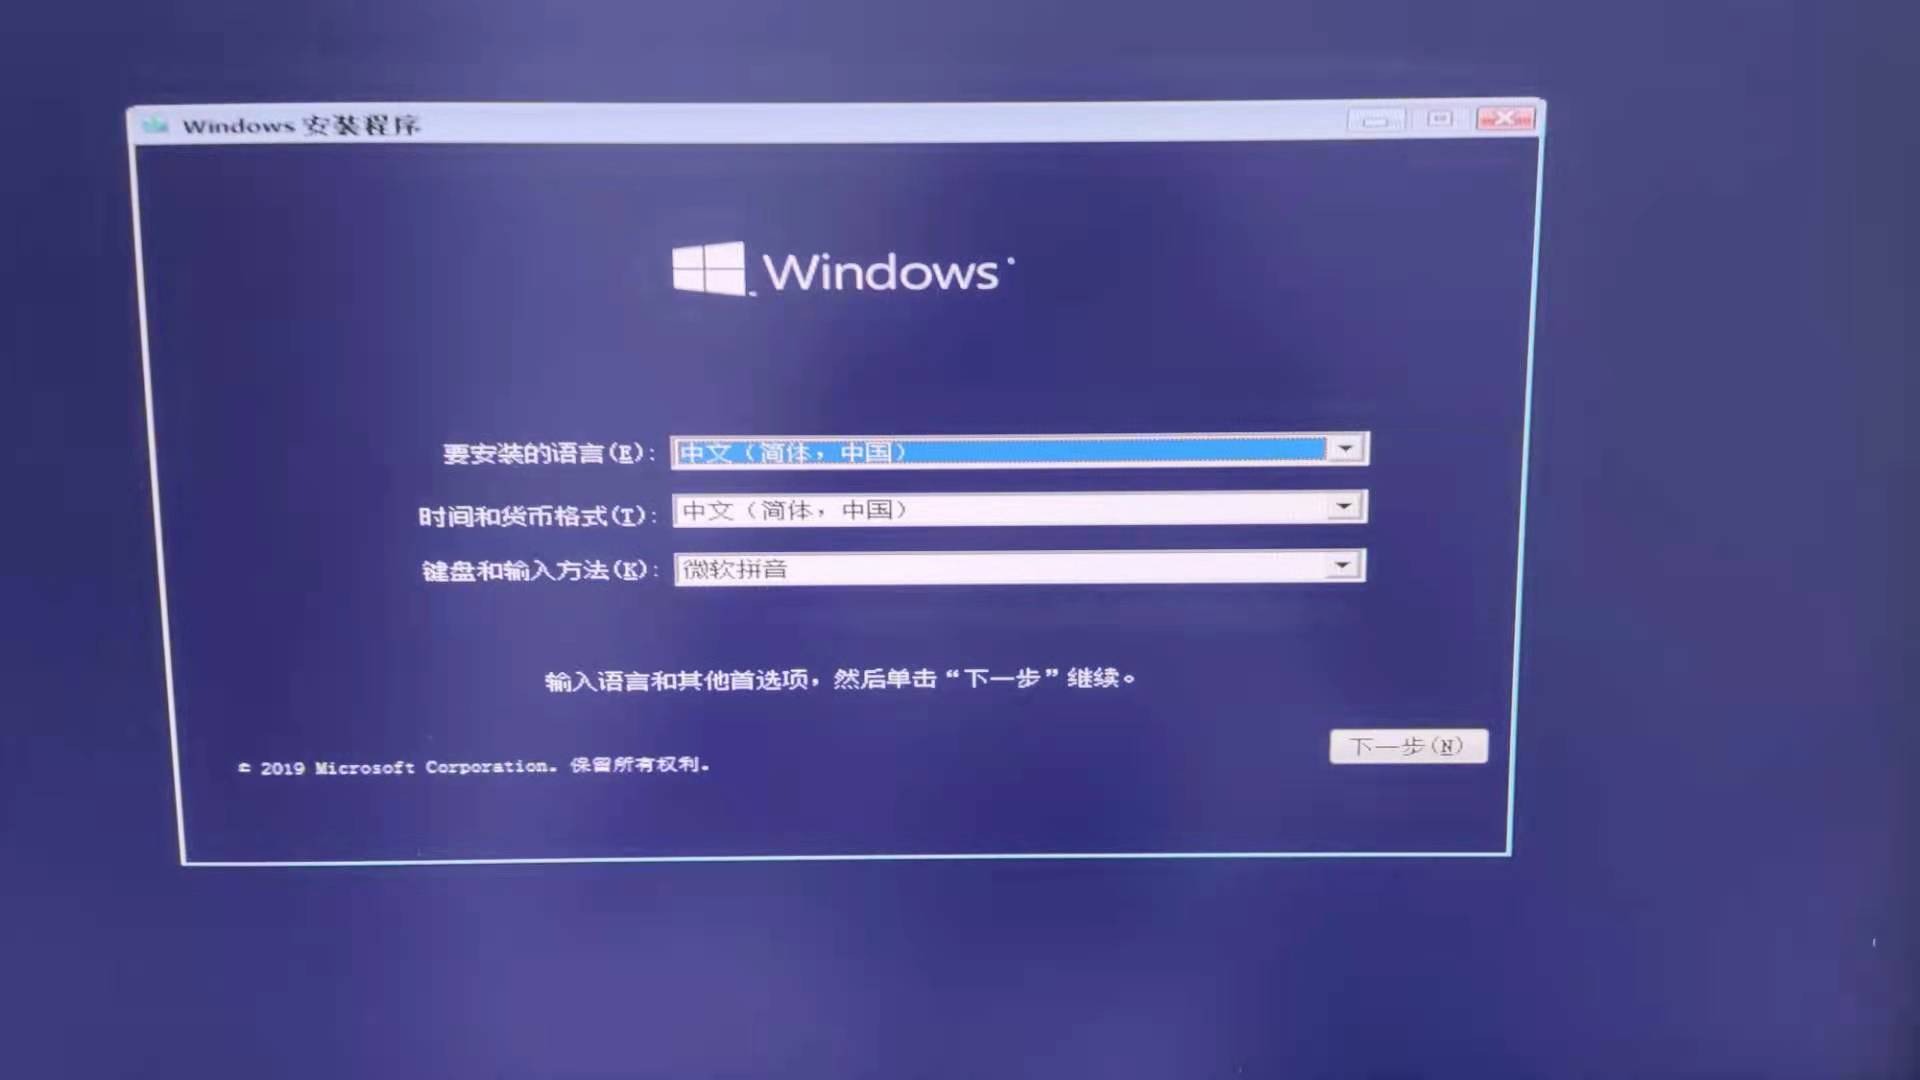 Windows 安装程序
Windows
要安装的语言(E): 中文（简体，中国）
时间和货币格式(T): 中文（简体，中国）
键盘和输入方法(K): 微软拼音
输入语言和其他首选项，然后单击“下一步”继续。
下一步(N)
© 2019 Microsoft Corporation. 保留所有权利。